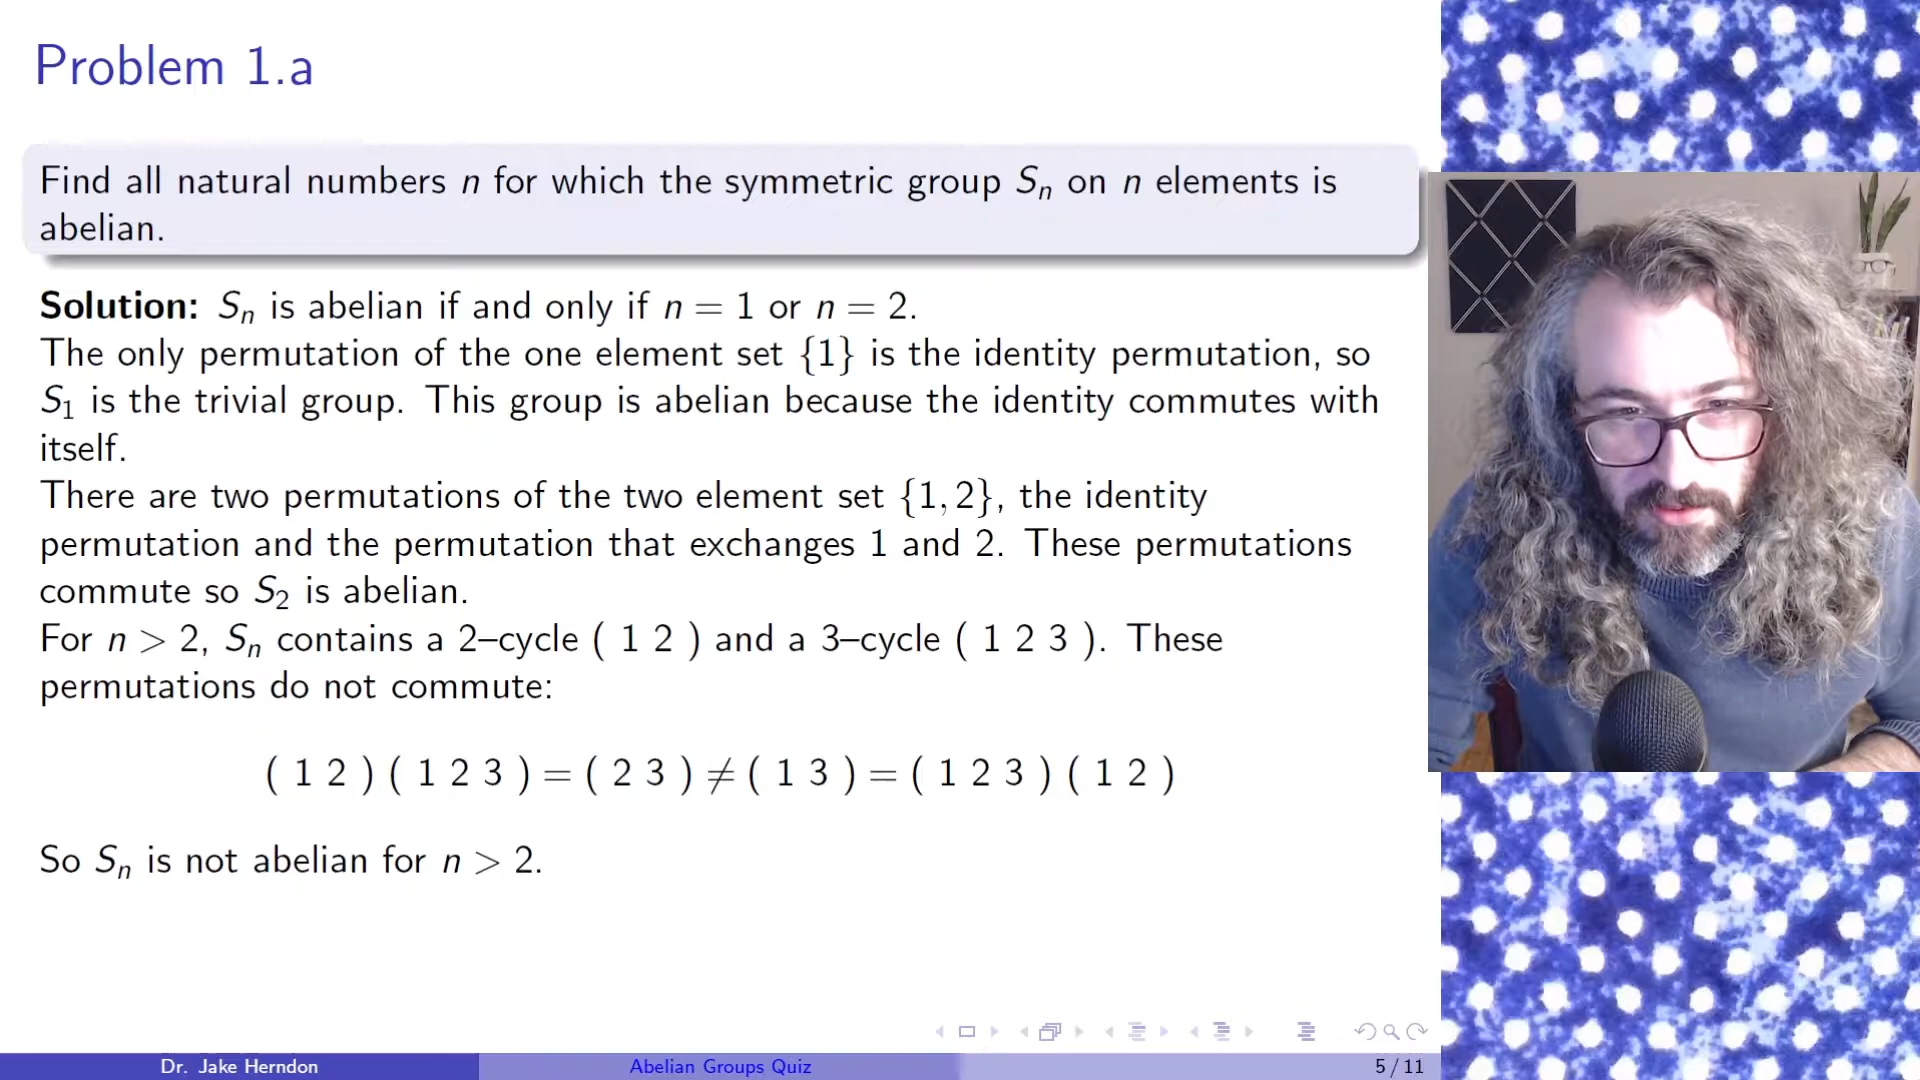 Problem 1.a
Find all natural numbers n for which the symmetric group Sₙ on n elements is
abelian.
Solution: Sₙ is abelian if and only if n = 1 or n = 2.
The only permutation of the one element set {1} is the identity permutation, so
S₁ is the trivial group. This group is abelian because the identity commutes with
itself.
There are two permutations of the two element set {1, 2}, the identity
permutation and the permutation that exchanges 1 and 2. These permutations
commute so S₂ is abelian.
For n > 2, Sₙ contains a 2–cycle ( 1 2 ) and a 3–cycle ( 1 2 3 ). These
permutations do not commute:
( 1 2 ) ( 1 2 3 ) = ( 2 3 ) ≠ ( 1 3 ) = ( 1 2 3 ) ( 1 2 )
So Sₙ is not abelian for n > 2.
Dr. Jake Herndon Abelian Groups Quiz 5 / 11